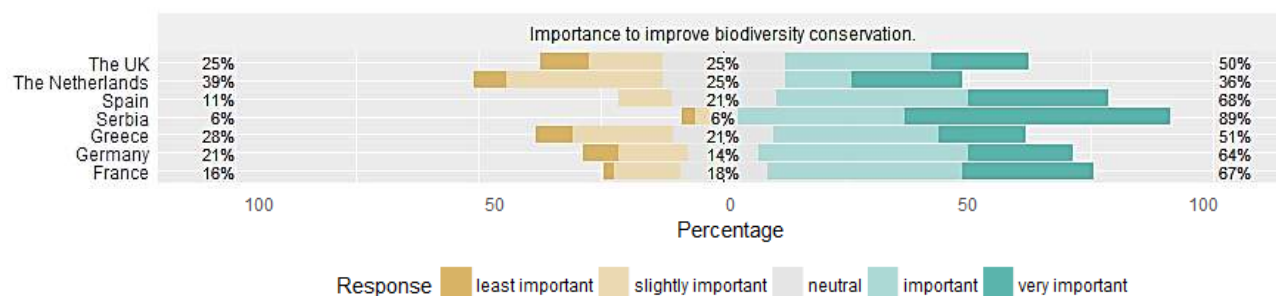 Importance to improve biodiversity conservation.
The UK 25% 25% 50%
The Netherlands 39% 25% 36%
Spain 11% 21% 68%
Serbia 6% 6% 89%
Greece 28% 21% 51%
Germany 21% 14% 64%
France 16% 18% 67%
100 50 0 50 100
Percentage
Response least important slightly important neutral important very important